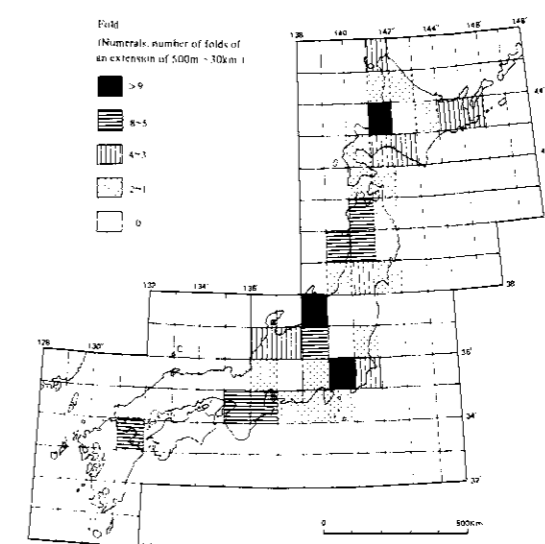 Fold
(Numerals, number of folds of
an extension of 500m ~ 30km)
>9
8~5
4~3
2~1
0
138 140 142° 144° 146° 148°
44
38
132 134° 136°
128 130°
36°
34°
32°
0 500Km